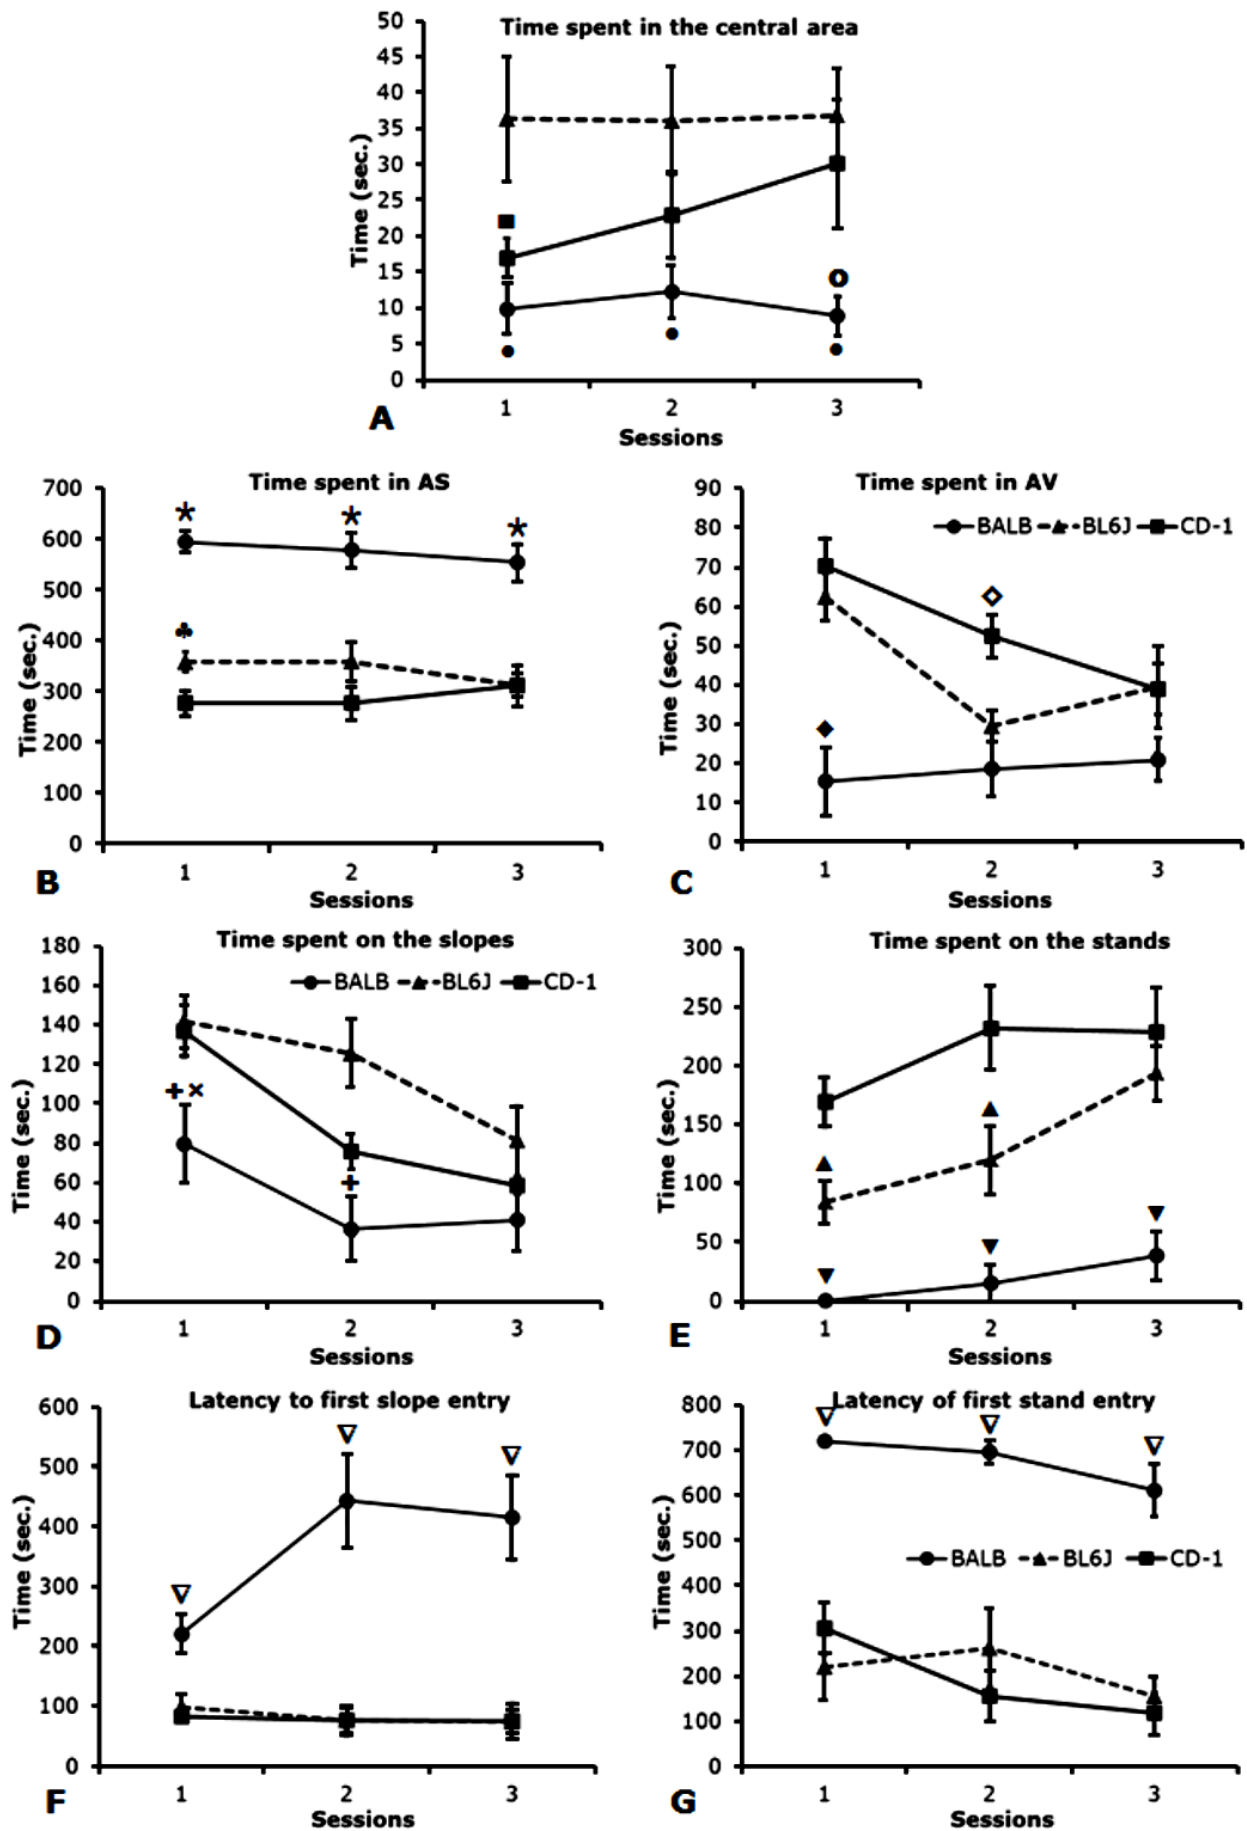 Time spent in the central area
50
45
40
35
30
25
20
15
10
5
0
Time (sec.)
1 2 3
Sessions
A
Time spent in AS
700
600
500
400
300
200
100
0
Time (sec.)
1 2 3
Sessions
B
Time spent in AV
BALB BL6J CD-1
90
80
70
60
50
40
30
20
10
0
Time (sec.)
1 2 3
Sessions
C
Time spent on the slopes
BALB BL6J CD-1
180
160
140
120
100
80
60
40
20
0
Time (sec.)
1 2 3
Sessions
D
Time spent on the stands
300
250
200
150
100
50
0
Time (sec.)
1 2 3
Sessions
E
Latency to first slope entry
600
500
400
300
200
100
0
Time (sec.)
1 2 3
Sessions
F
Latency of first stand entry
800
700
600
500
400
300
200
100
0
Time (sec.)
BALB BL6J CD-1
1 2 3
Sessions
G